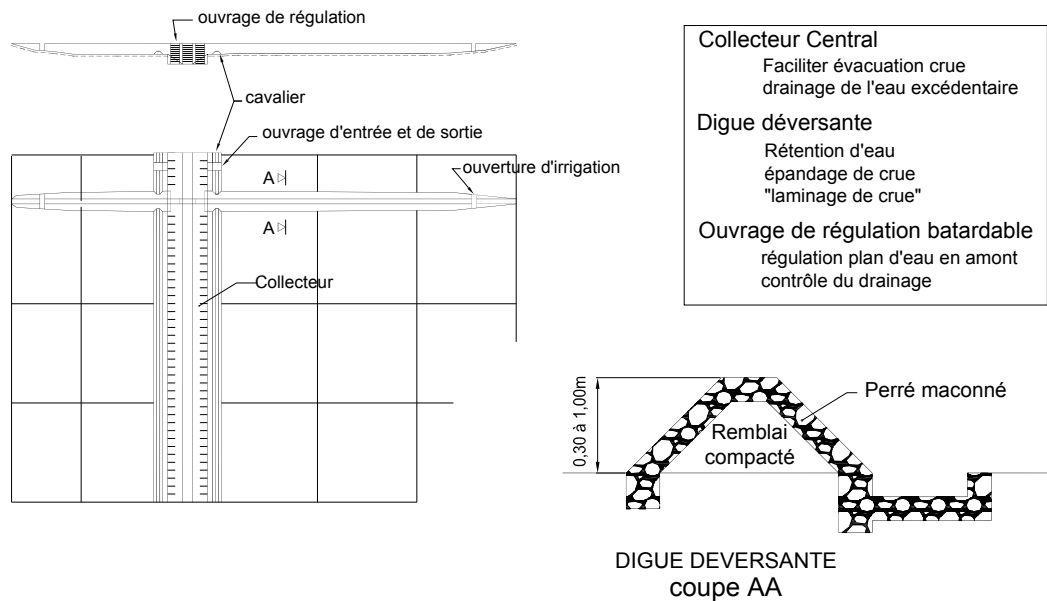 ouvrage de régulation
cavalier
ouvrage d'entrée et de sortie
A
ouverture d'irrigation
A
Collecteur
Collecteur Central
Faciliter évacuation crue
drainage de l'eau excédentaire
Digue déversante
Rétention d'eau
épandage de crue
"laminage de crue"
Ouvrage de régulation batardable
régulation plan d'eau en amont
contrôle du drainage
0,30 à 1,00m
Perré maconné
Remblai
compacté
DIGUE DEVERSANTE
coupe AA